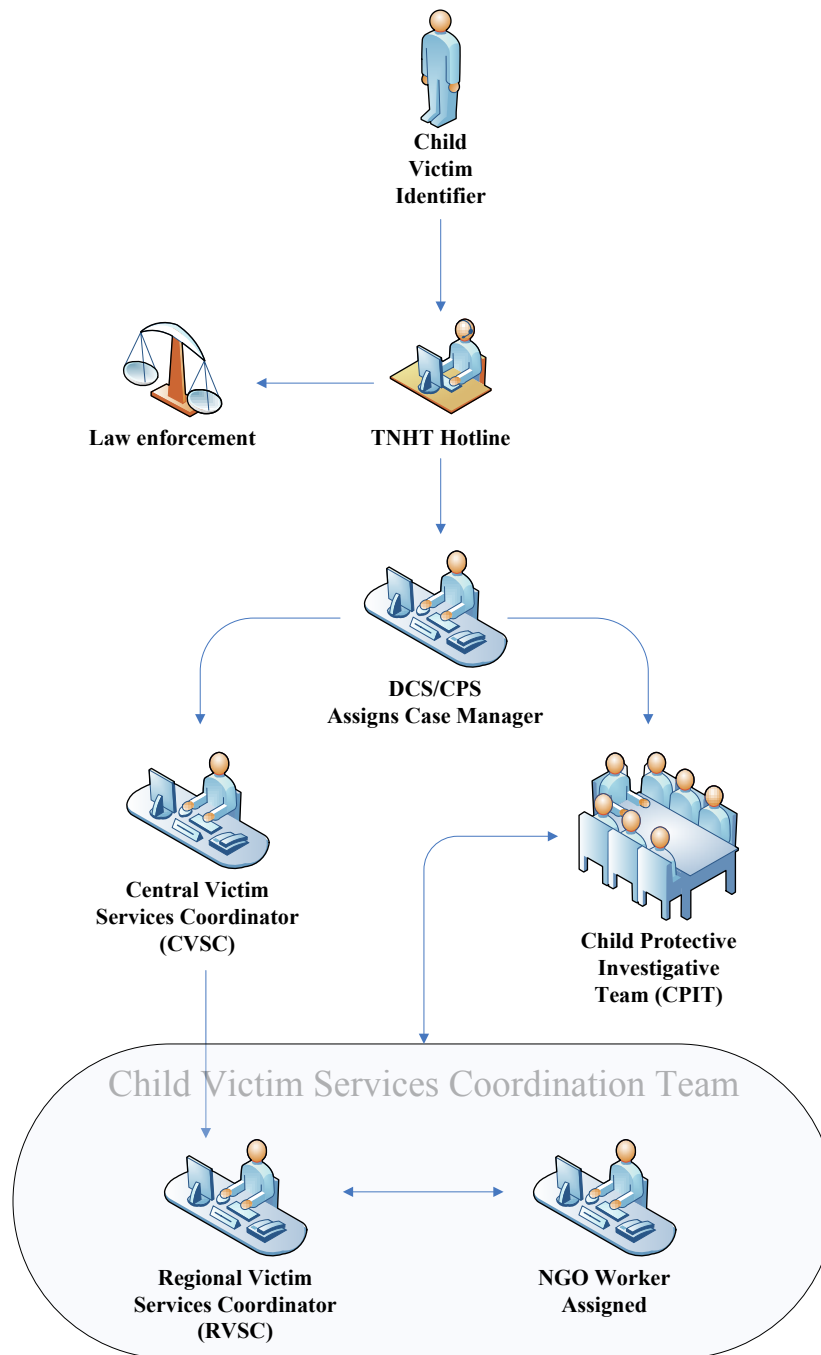 Child
Victim
Identifier
Law enforcement
TNHT Hotline
DCS/CPS
Assigns Case Manager
Central Victim
Services Coordinator
(CVSC)
Child Protective
Investigative
Team (CPIT)
Child Victim Services Coordination Team
Regional Victim
Services Coordinator
(RVSC)
NGO Worker
Assigned